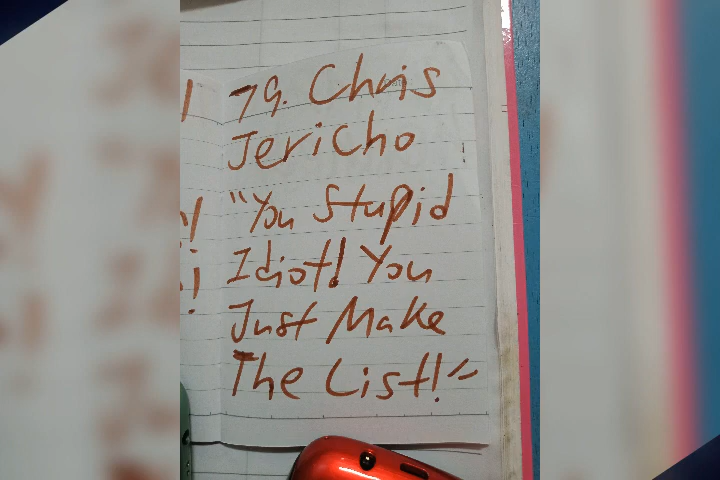 79. Chris
Jericho
"You Stupid
Idiot! You
Just Make
The List!"